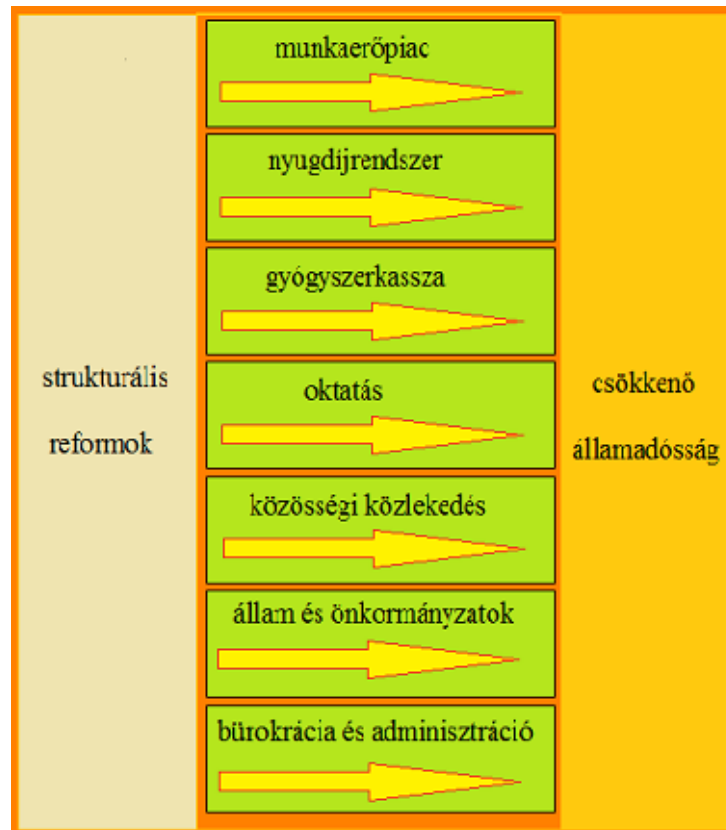 strukturális
reformok
munkaerőpiac
nyugdíjrendszer
gyógyszerkassza
oktatás
közösségi közlekedés
állam és önkormányzatok
bürokrácia és adminisztráció
csökkenő
államadósság